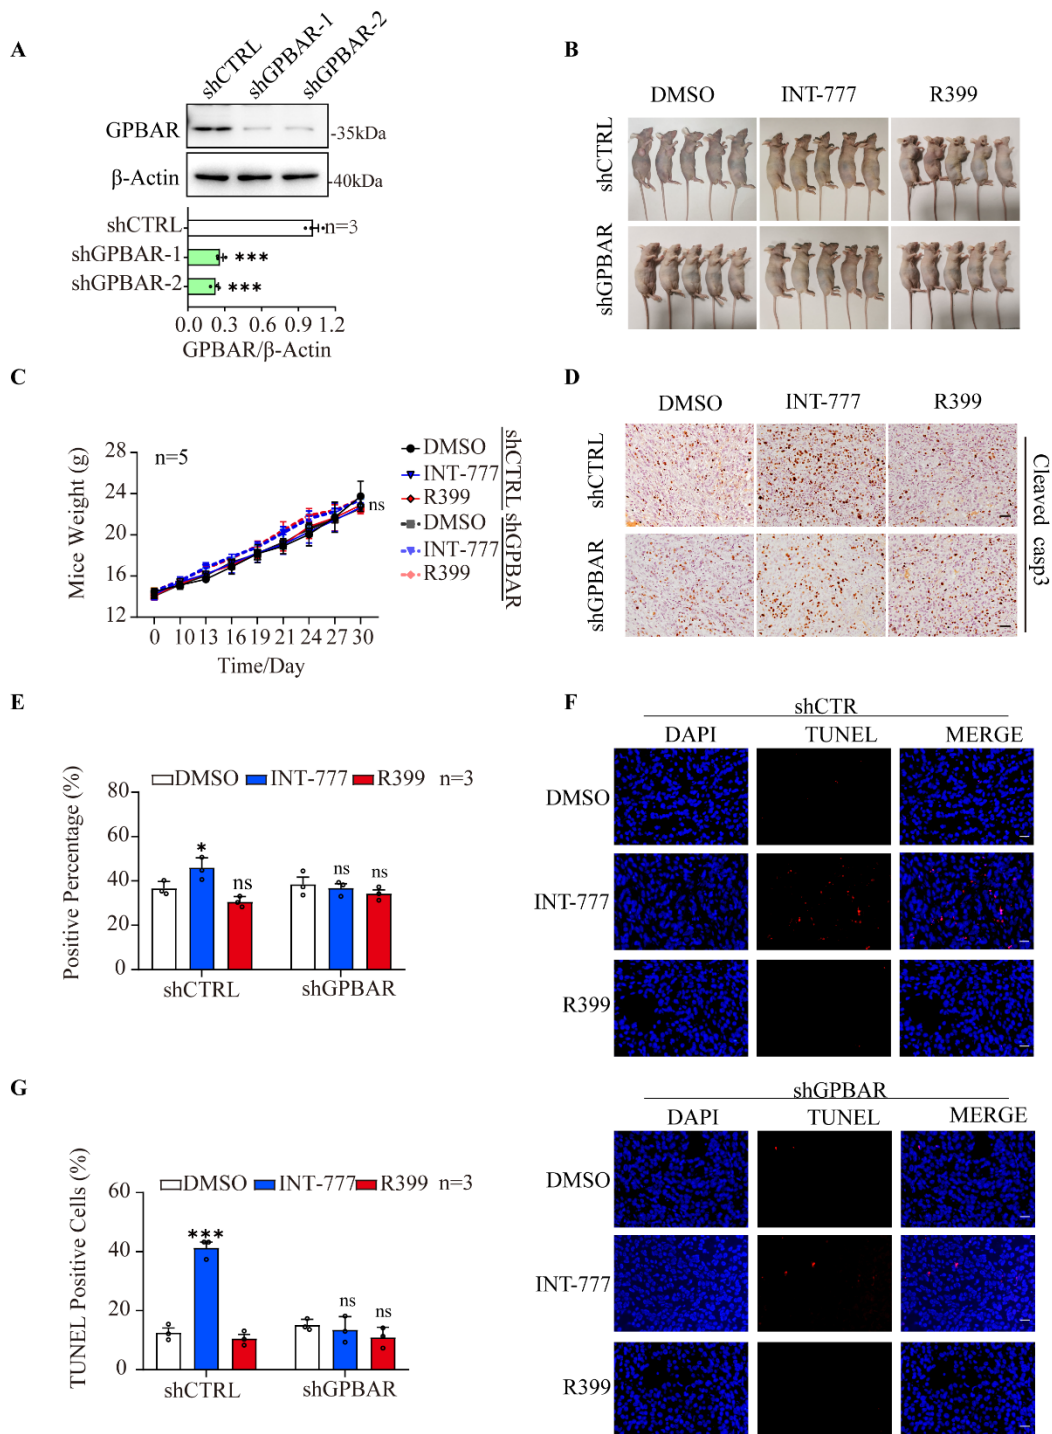 A
shCTRL
shGPBAR-1
shGPBAR-2
GPBAR
-35kDa
β-Actin
-40kDa
shCTRL
n=3
shGPBAR-1
***
shGPBAR-2
***
0.0 0.3 0.6 0.9 1.2
GPBAR/β-Actin
B
DMSO INT-777 R399
shCTRL
shGPBAR
C
Mice Weight (g)
28
24
20
16
12
n=5
ns
0 10 13 16 19 21 24 27 30
Time/Day
DMSO
INT-777
R399
DMSO
INT-777
R399
shCTRL
shGPBAR
D
DMSO INT-777 R399
shCTRL
shGPBAR
Cleaved casp3
E
DMSO INT-777 R399 n=3
Positive Percentage (%)
80
60
40
20
0
* ns
ns ns
shCTRL shGPBAR
F
shCTR
DAPI TUNEL MERGE
DMSO
INT-777
R399
shGPBAR
DAPI TUNEL MERGE
DMSO
INT-777
R399
G
DMSO INT-777 R399 n=3
TUNEL Positive Cells (%)
60
40
20
0
***
ns ns
shCTRL shGPBAR